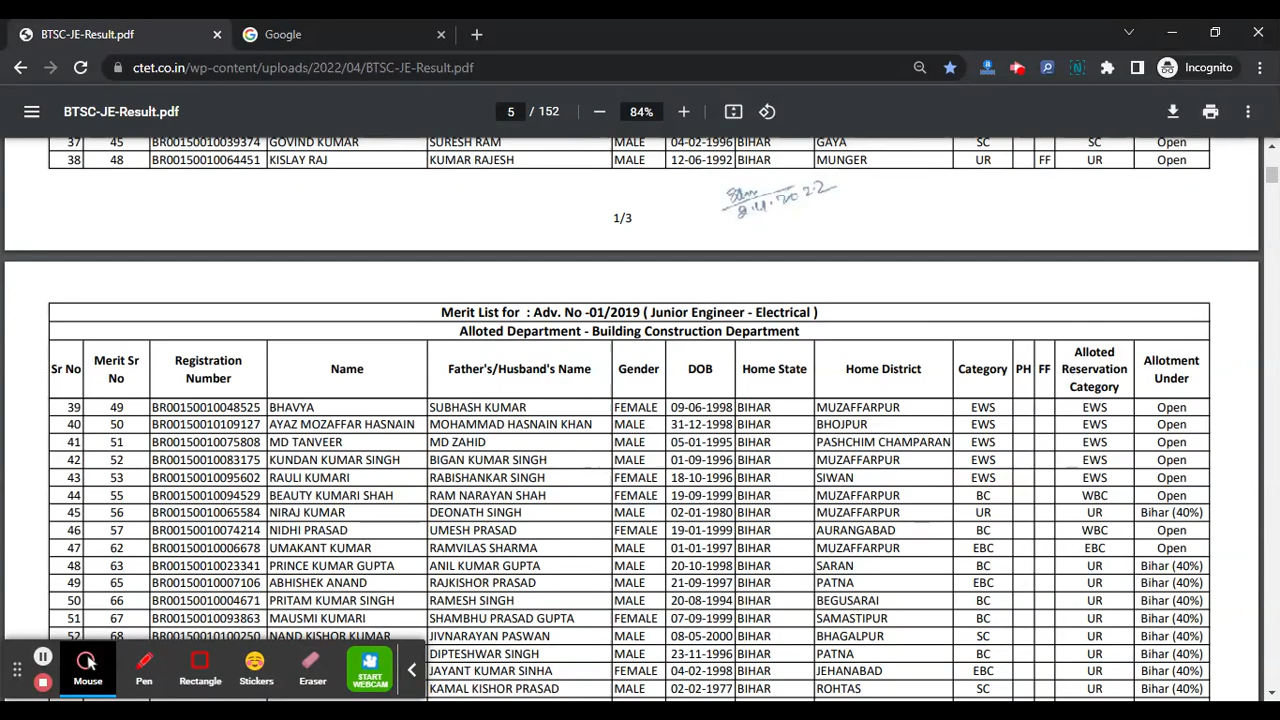 BTSC-JE-Result.pdf
Google
ctet.co.in/wp-content/uploads/2022/04/BTSC-JE-Result.pdf
Incognito
BTSC-JE-Result.pdf
5 / 152
84%
37 45 BR00150010039374 GOVIND KUMAR SURESH RAM MALE 04-02-1996 BIHAR GAYA SC SC Open
38 48 BR00150010064451 KISLAY RAJ KUMAR RAJESH MALE 12-06-1992 BIHAR MUNGER UR FF UR Open
8.4.2022
1/3
Merit List for : Adv. No -01/2019 ( Junior Engineer - Electrical )
Alloted Department - Building Construction Department
Sr No Merit Sr No Registration Number Name Father's/Husband's Name Gender DOB Home State Home District Category PH FF Alloted Reservation Category Allotment Under
39 49 BR00150010048525 BHAVYA SUBHASH KUMAR FEMALE 09-06-1998 BIHAR MUZAFFARPUR EWS EWS Open
40 50 BR00150010109127 AYAZ MOZAFFAR HASNAIN MOHAMMAD HASNAIN KHAN MALE 31-12-1998 BIHAR BHOJPUR EWS EWS Open
41 51 BR00150010075808 MD TANVEER MD ZAHID MALE 05-01-1995 BIHAR PASHCHIM CHAMPARAN EWS EWS Open
42 52 BR00150010083175 KUNDAN KUMAR SINGH BIGAN KUMAR SINGH MALE 01-09-1996 BIHAR MUZAFFARPUR EWS EWS Open
43 53 BR00150010095602 RAULI KUMARI RABISHANKAR SINGH FEMALE 18-10-1996 BIHAR SIWAN EWS EWS Open
44 55 BR00150010094529 BEAUTY KUMARI SHAH RAM NARAYAN SHAH FEMALE 19-09-1999 BIHAR MUZAFFARPUR BC WBC Open
45 56 BR00150010065584 NIRAJ KUMAR DEONATH SINGH MALE 02-01-1980 BIHAR MUZAFFARPUR UR UR Bihar (40%)
46 57 BR00150010074214 NIDHI PRASAD UMESH PRASAD FEMALE 19-01-1999 BIHAR AURANGABAD BC WBC Open
47 62 BR00150010006678 UMAKANT KUMAR RAMVILAS SHARMA MALE 01-01-1997 BIHAR MUZAFFARPUR EBC EBC Open
48 63 BR00150010023341 PRINCE KUMAR GUPTA ANIL KUMAR GUPTA MALE 20-10-1998 BIHAR SARAN BC UR Bihar (40%)
49 65 BR00150010007106 ABHISHEK ANAND RAJKISHOR PRASAD MALE 21-09-1997 BIHAR PATNA EBC UR Bihar (40%)
50 66 BR00150010004671 PRITAM KUMAR SINGH RAMESH SINGH MALE 20-08-1994 BIHAR BEGUSARAI BC UR Bihar (40%)
51 67 BR00150010093863 MAUSMI KUMARI SHAMBHU PRASAD GUPTA FEMALE 07-09-1999 BIHAR SAMASTIPUR BC UR Bihar (40%)
52 68 BR00150010100250 NAND KISHOR KUMAR JIVNARAYAN PASWAN MALE 08-05-2000 BIHAR BHAGALPUR SC UR Bihar (40%)
DIPTESHWAR SINGH MALE 23-11-1996 BIHAR PATNA BC UR Bihar (40%)
JAYANT KUMAR SINHA FEMALE 04-02-1998 BIHAR JEHANABAD EBC UR Bihar (40%)
KAMAL KISHOR PRASAD MALE 02-02-1977 BIHAR ROHTAS SC UR Bihar (40%)
Mouse Pen Rectangle Stickers Eraser START WEBCAM